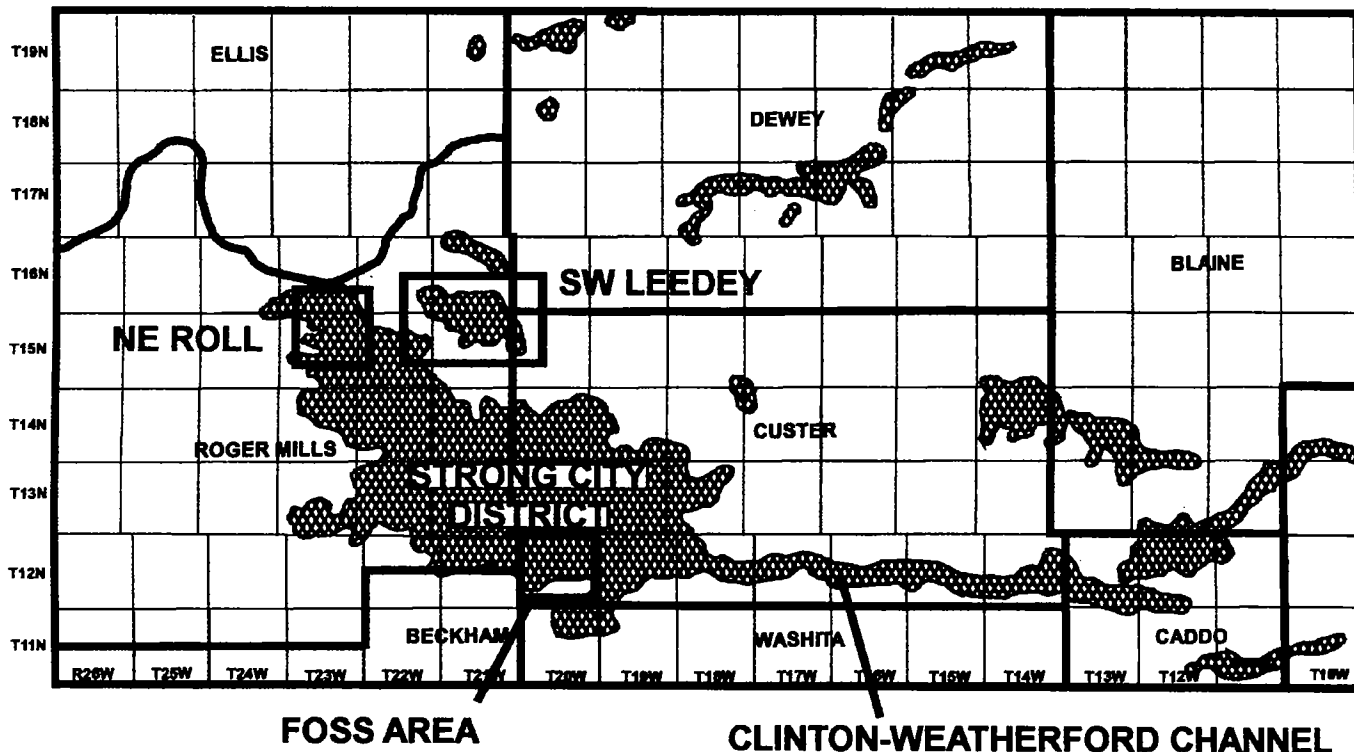 T19N
ELLIS
T18N
DEWEY
T17N
T16N
SW LEEDEY
BLAINE
NE ROLL
T15N
T14N
CUSTER
ROGER MILLS
STRONG CITY
T13N
DISTRICT
T12N
T11N
BECKHAM
WASHITA
CADDO
R26W T25W T24W T23W T22W T21W T20W T19W T18W T17W T15W T14W T13W T12W
FOSS AREA
CLINTON-WEATHERFORD CHANNEL